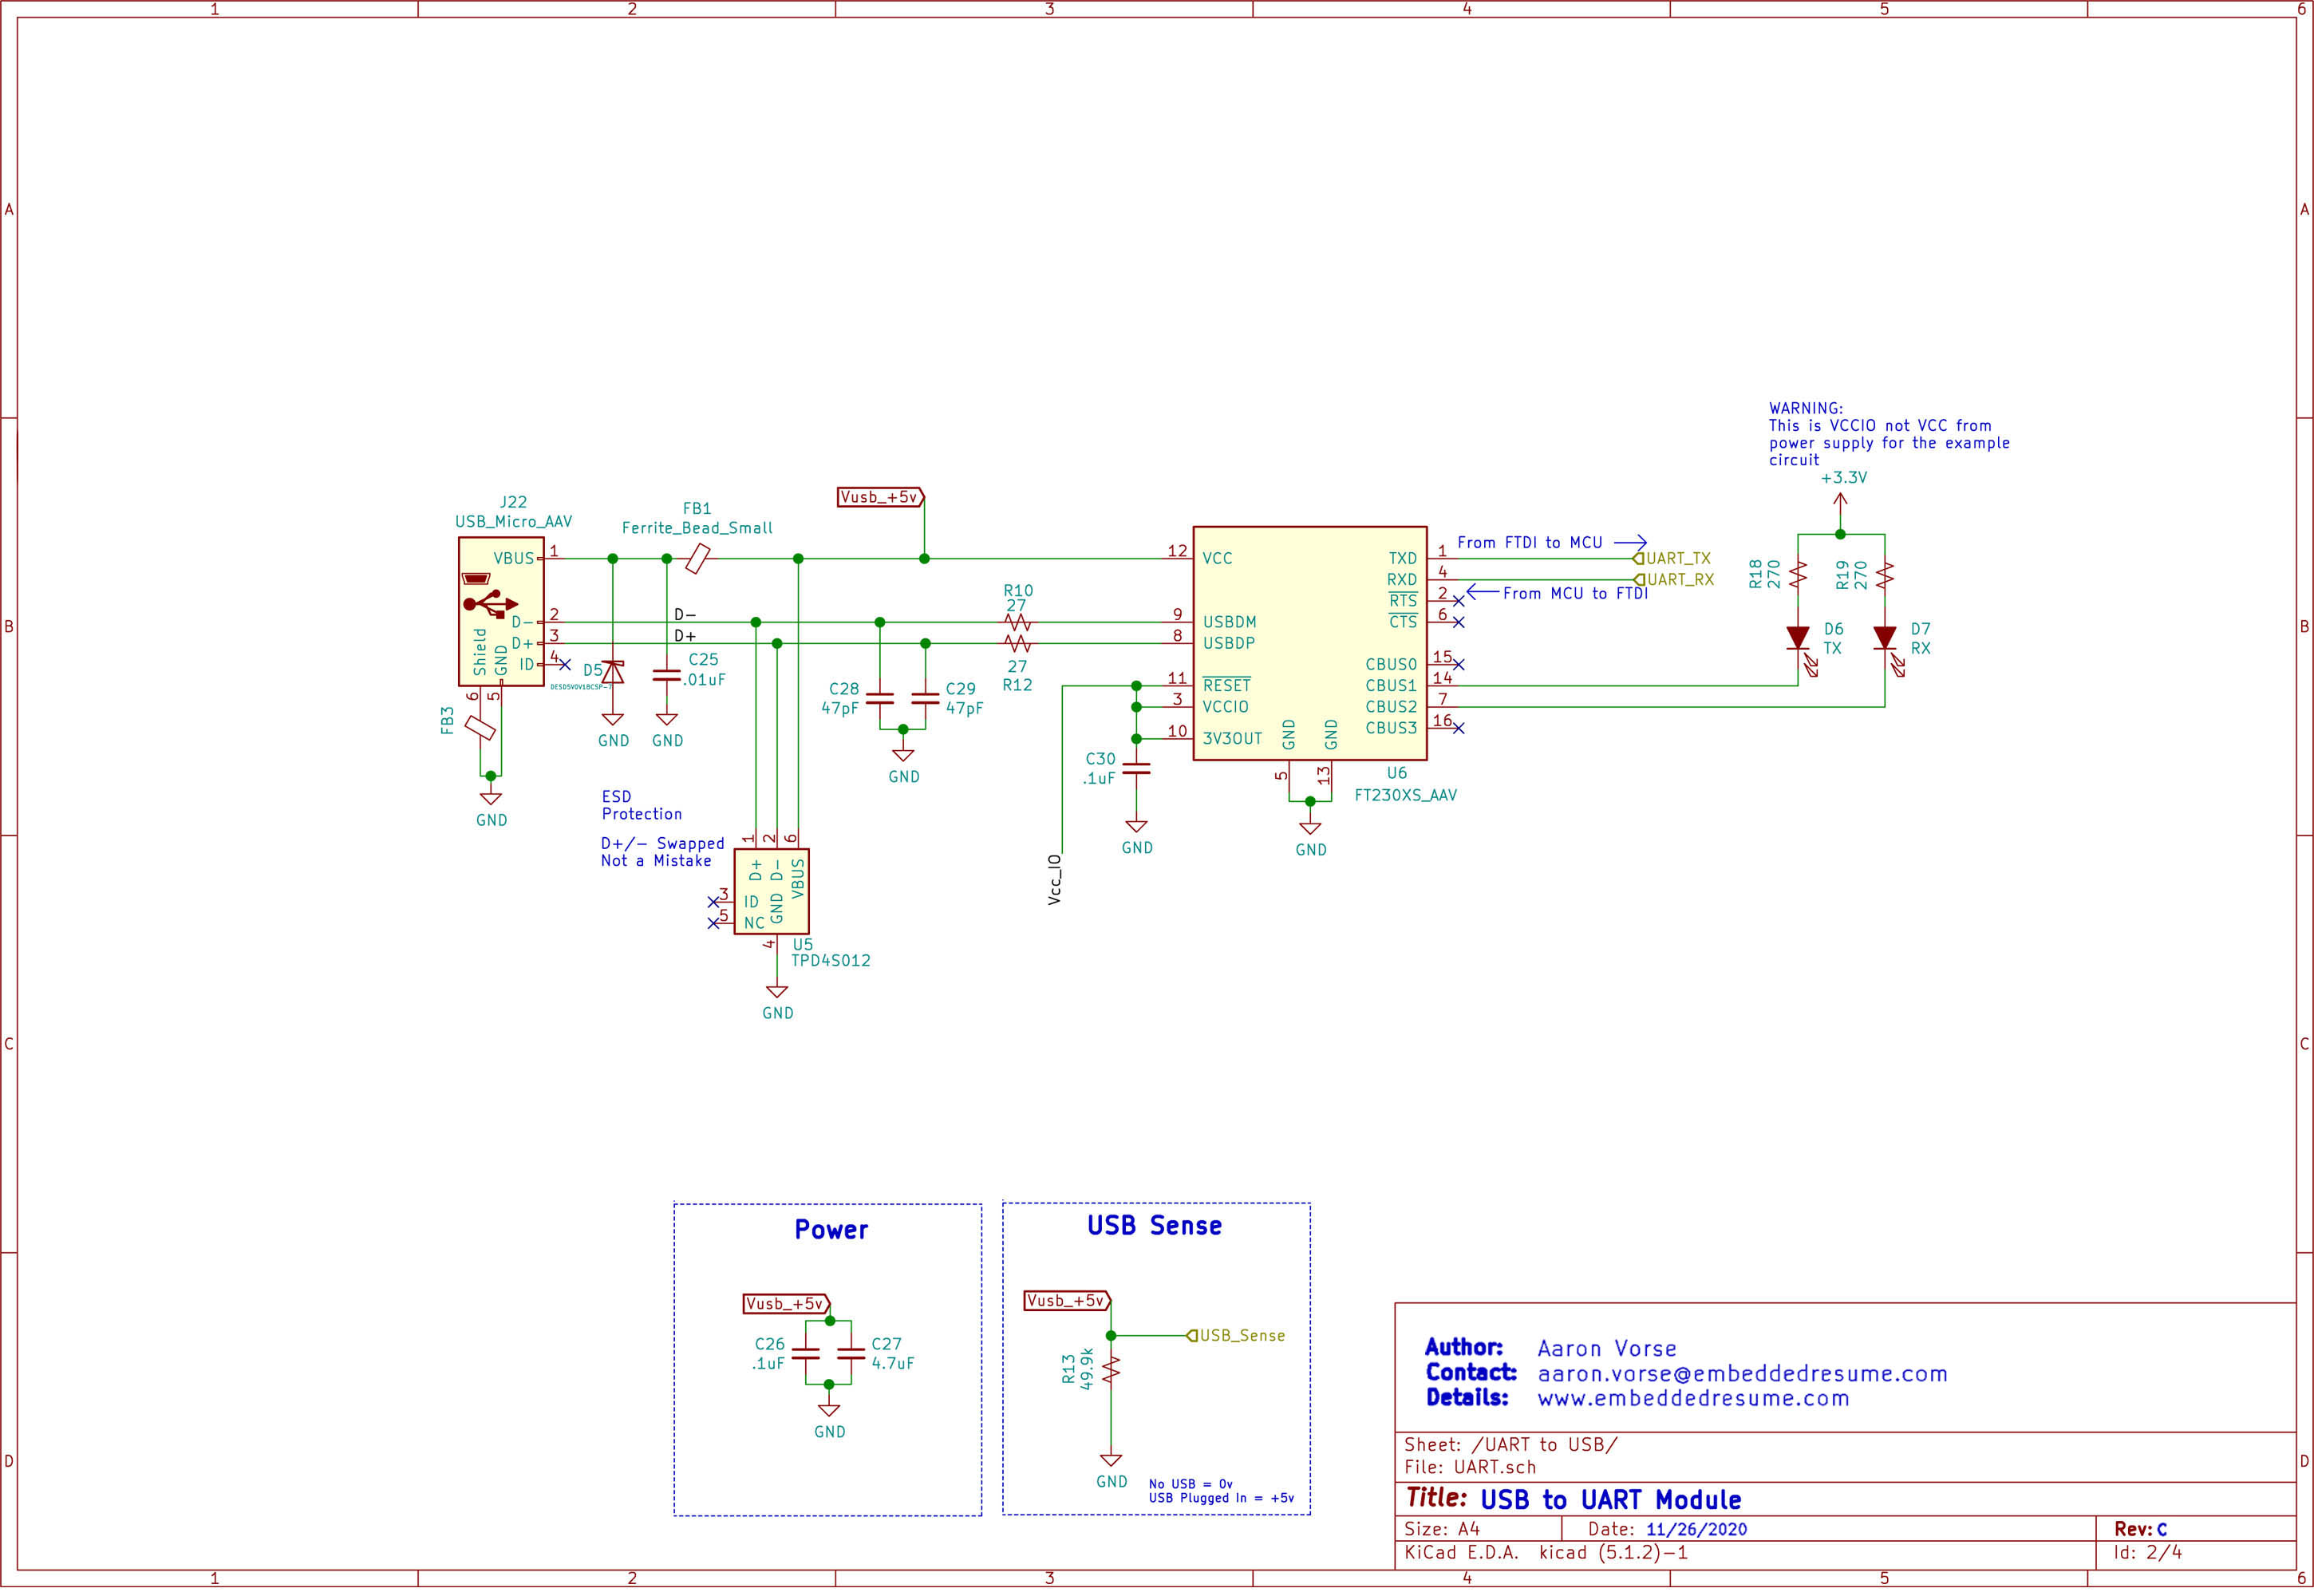 1 2 3 4 5 6
A A
WARNING:
This is VCCIO not VCC from
power supply for the example
circuit
+3.3V
Vusb_+5v
J22
USB_Micro_AAV
FB1
Ferrite_Bead_Small
VBUS 1
D- 2
D+ 3
ID 4
Shield
GND
6
5
FB3
GND
D-
D+
D5
DESD5V0V1BCSP-7
GND
C25
.01uF
GND
C28
47pF
C29
47pF
GND
R10
27
27
R12
12 VCC
9 USBDM
8 USBDP
11 RESET
3 VCCIO
10 3V3OUT
GND
GND
5
13
TXD 1
RXD 4
RTS 2
CTS 6
CBUS0 15
CBUS1 14
CBUS2 7
CBUS3 16
U6
FT230XS_AAV
GND
From FTDI to MCU
UART_TX
UART_RX
From MCU to FTDI
R18
270
R19
270
D6
TX
D7
RX
B B
C30
.1uF
GND
Vcc_IO
ESD
Protection
D+/- Swapped
Not a Mistake
1
2
6
D+
D-
VBUS
3 ID
5 NC
GND
4
U5
TPD4S012
GND
C C
Power
Vusb_+5v
C26
.1uF
C27
4.7uF
GND
USB Sense
Vusb_+5v
USB_Sense
R13
49.9k
GND
No USB = 0v
USB Plugged In = +5v
D D
Author: Aaron Vorse
Contact: aaron.vorse@embeddedresume.com
Details: www.embeddedresume.com
Sheet: /UART to USB/
File: UART.sch
Title: USB to UART Module
Size: A4 Date: 11/26/2020 Rev: C
KiCad E.D.A. kicad (5.1.2)-1 Id: 2/4
1 2 3 4 5 6